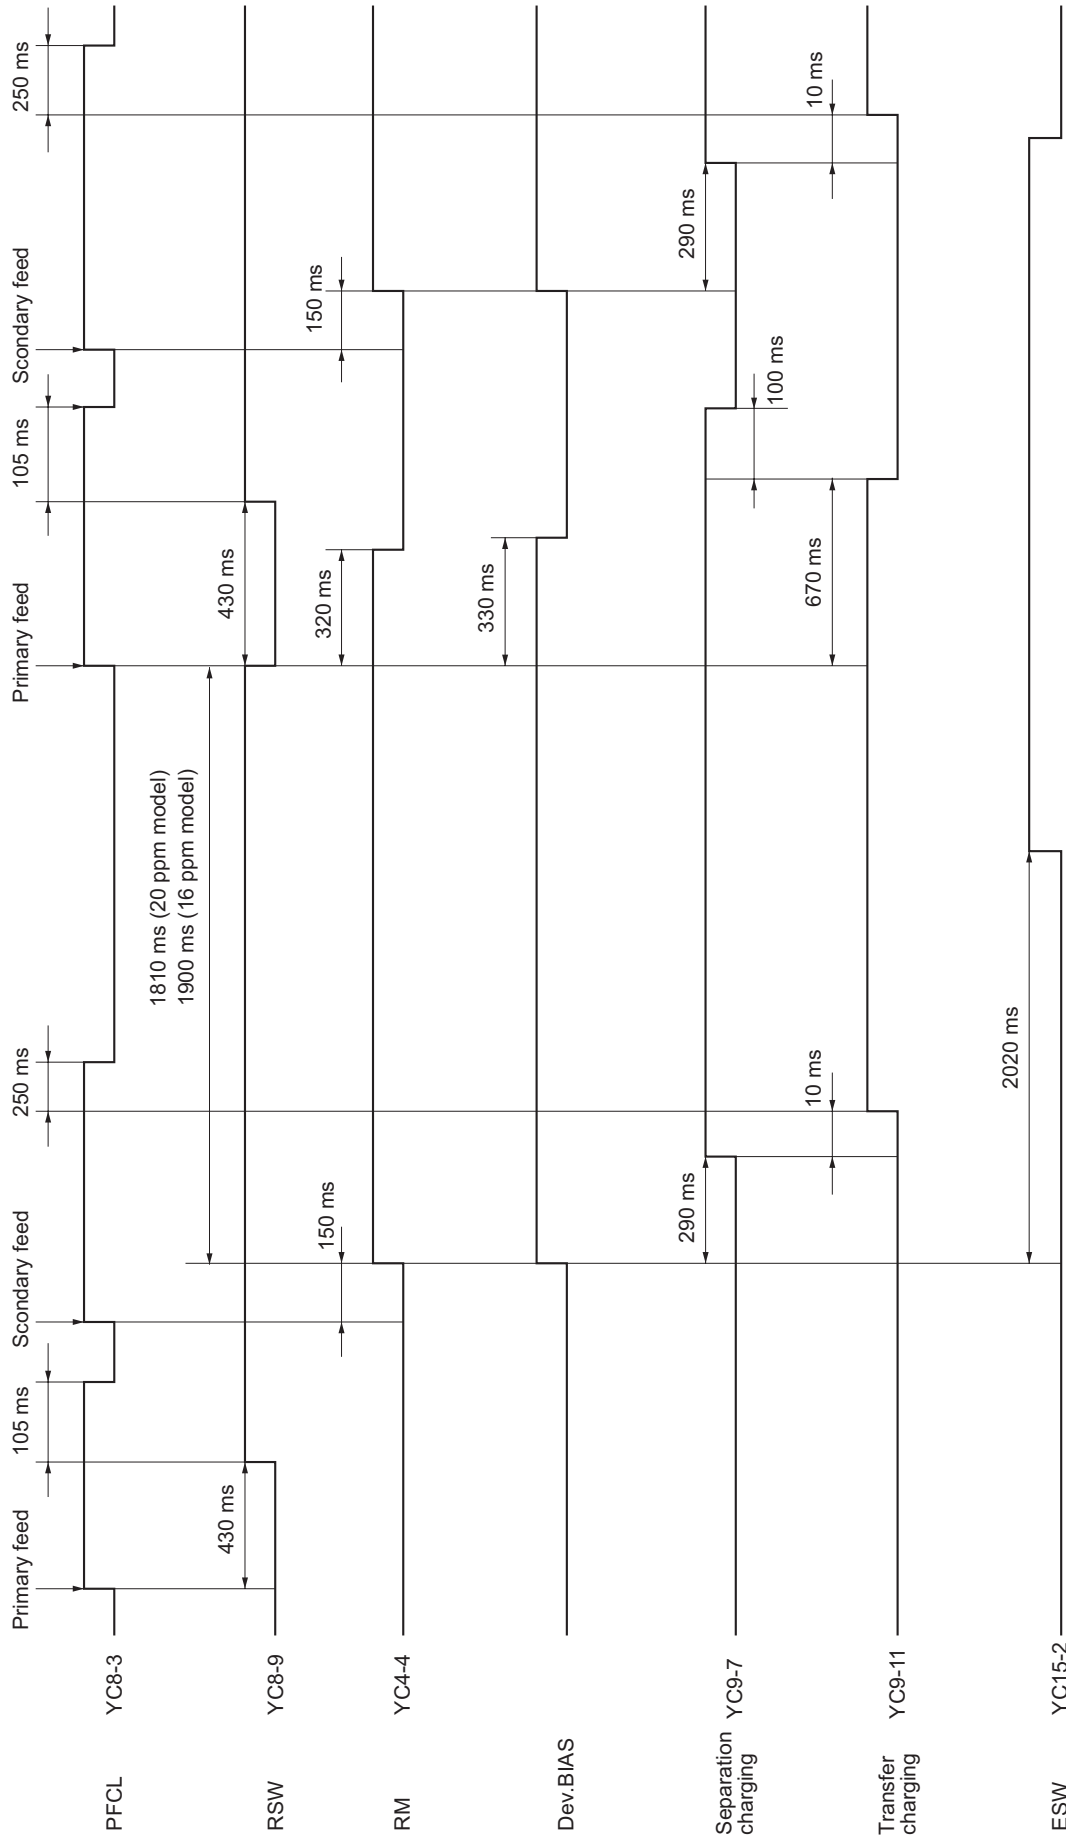 Primary feed
105 ms
Scondary feed
250 ms
Primary feed
105 ms
Scondary feed
250 ms
PFCL
YC8-3
1810 ms (20 ppm model)
1900 ms (16 ppm model)
430 ms
430 ms
RSW
YC8-9
150 ms
320 ms
150 ms
RM
YC4-4
330 ms
Dev.BIAS
290 ms
290 ms
100 ms
Separation
charging
YC9-7
10 ms
670 ms
10 ms
Transfer
charging
YC9-11
2020 ms
ESW
YC15-2